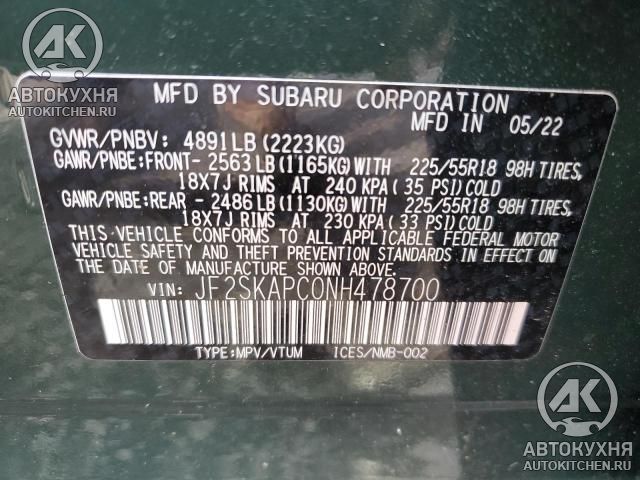 АК
АВТОКУХНЯ
AUTOKITCHEN.RU
MFD BY SUBARU CORPORATION
MFD IN 05/22
GVWR/PNBV: 4891LB(2223KG)
GAWR/PNBE:FRONT- 2563LB(1165KG)WITH 225/55R18 98H TIRES,
18X7J RIMS AT 240 KPA( 35 PSI)COLD
GAWR/PNBE:REAR - 2486LB(1130KG)WITH 225/55R18 98H TIRES,
18X7J RIMS AT 230 KPA( 33 PSI)COLD
THIS VEHICLE CONFORMS TO ALL APPLICABLE FEDERAL MOTOR
VEHICLE SAFETY AND THEFT PREVENTION STANDARDS IN EFFECT
ON THE DATE OF MANUFACTURE SHOWN ABOVE.
VIN: JF2SKAPC0NH478700
TYPE:MPV/VTUM ICES/NMB-002
АК
АВТОКУХНЯ
AUTOKITCHEN.RU